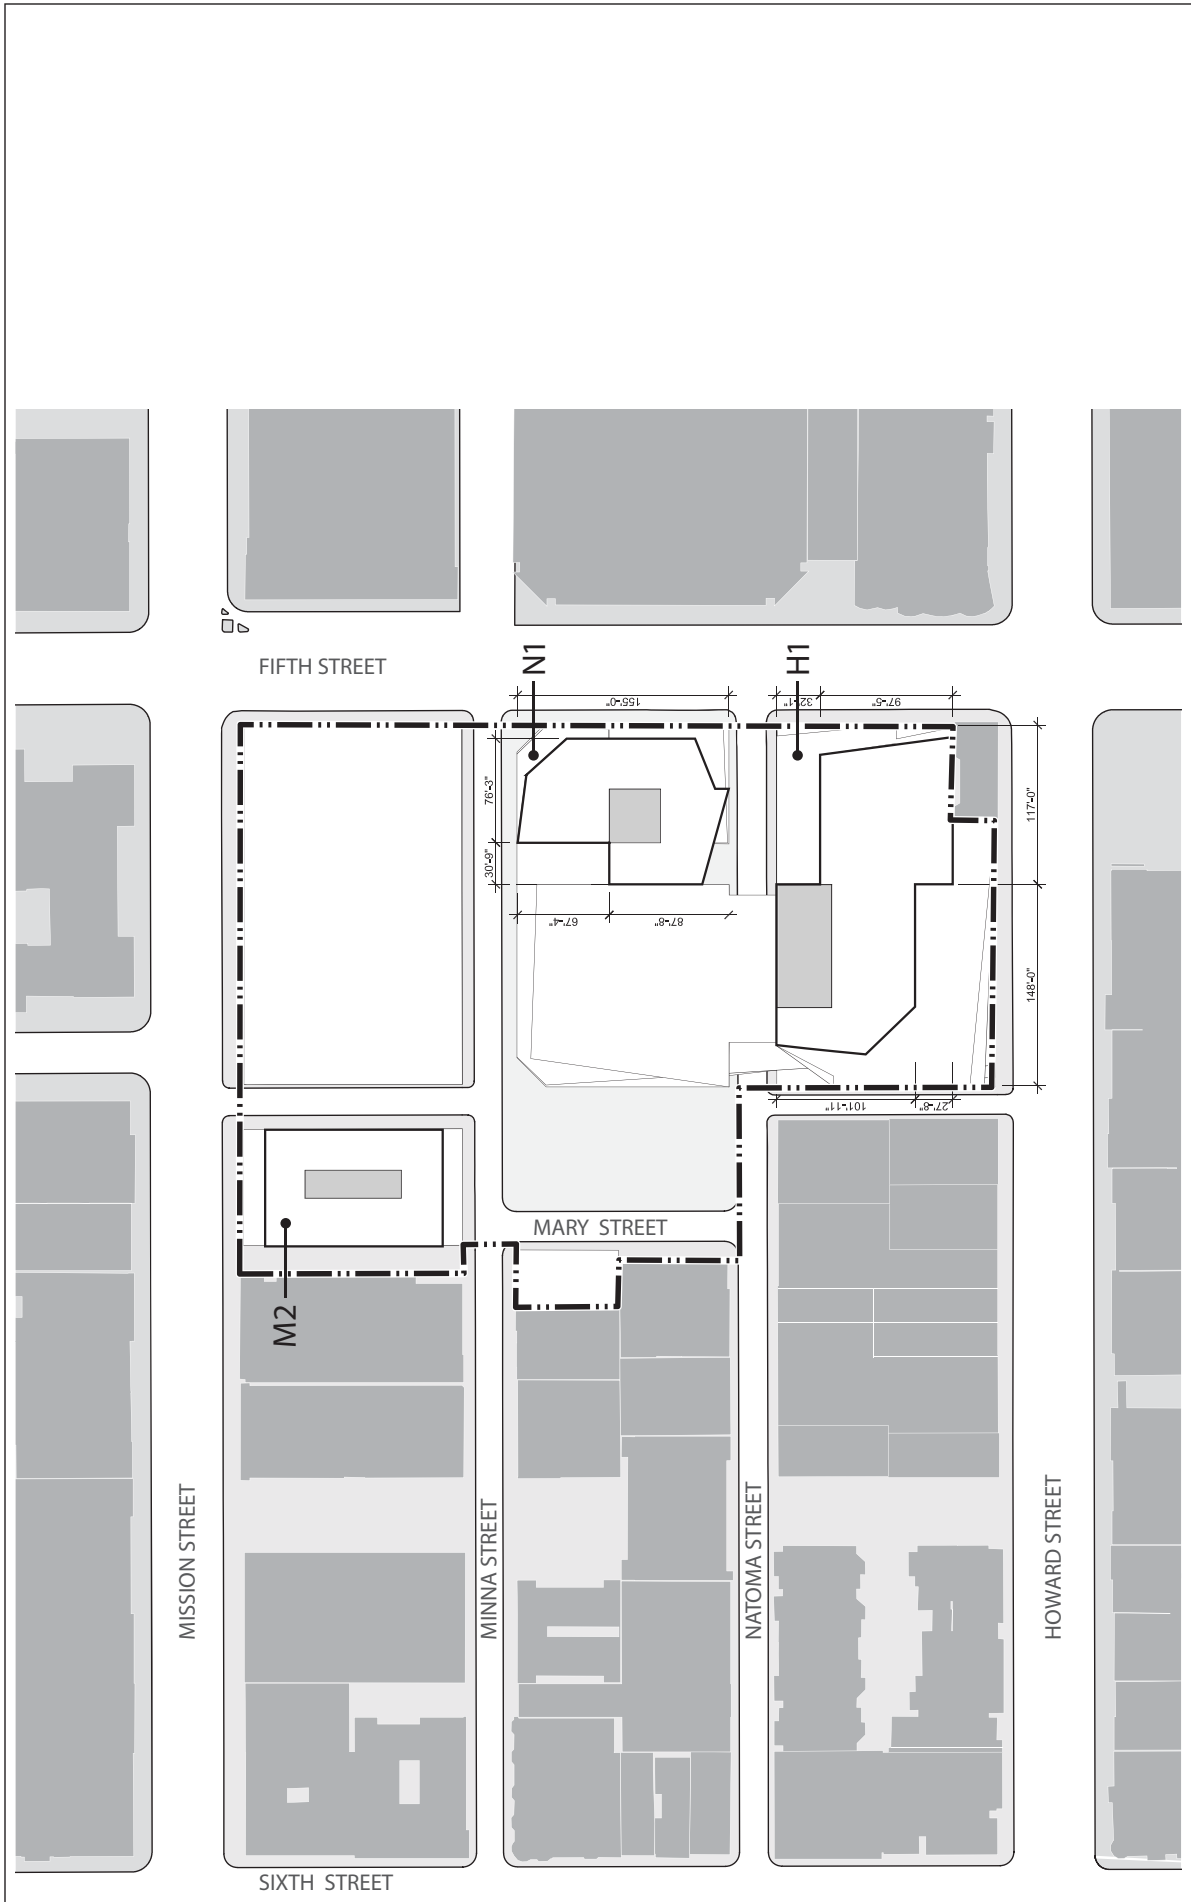 FIFTH STREET
N1
H1
155'-0"
32'-1"
97'-5"
76'-3"
30'-9"
117'-0"
67'-4"
87'-8"
148'-0"
101'-11"
27'-8"
MARY STREET
M2
MISSION STREET
MINNA STREET
NATOMA STREET
HOWARD STREET
SIXTH STREET